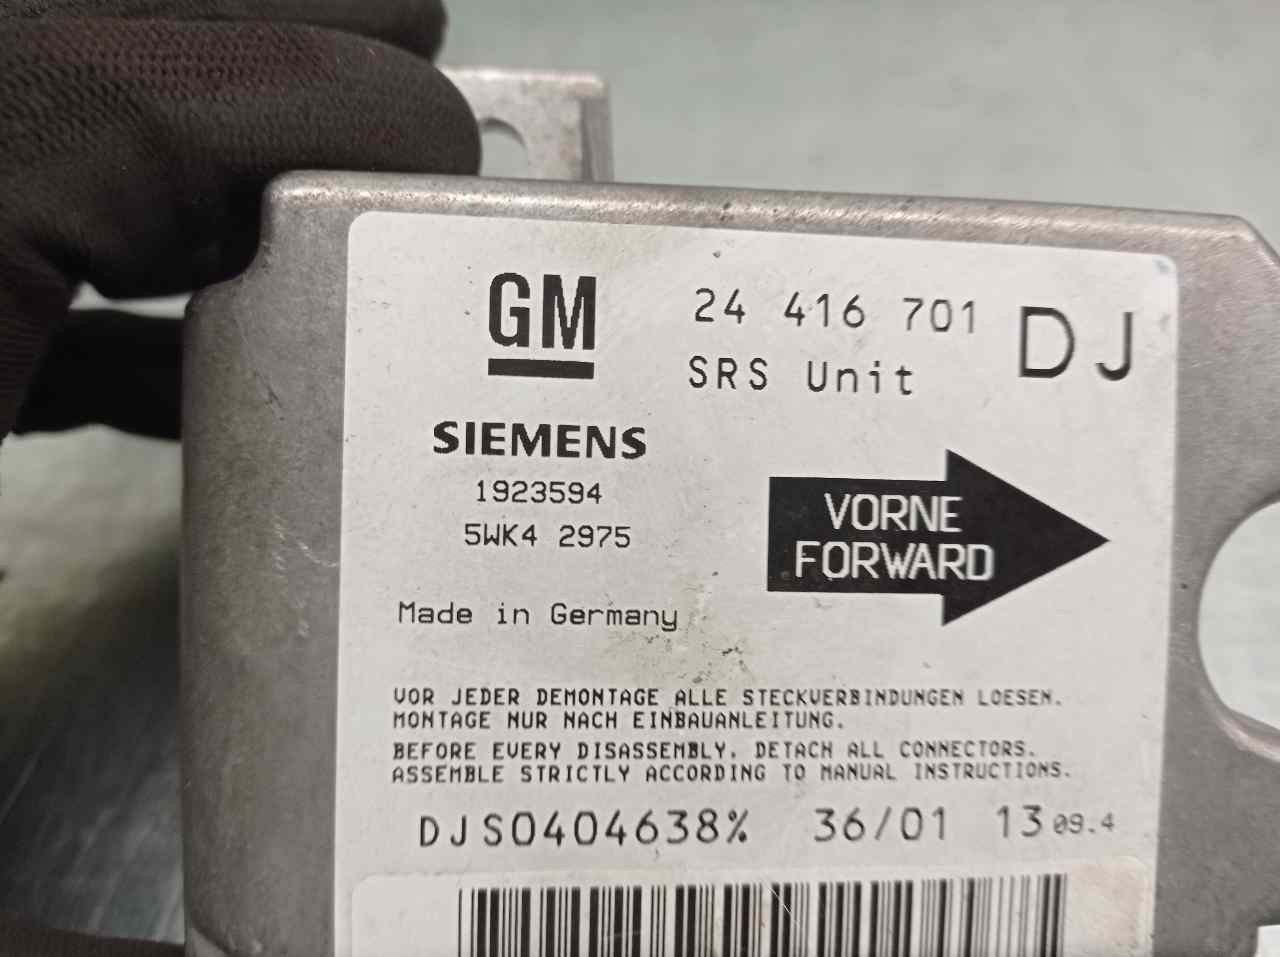 GM
24 416 701 DJ
SRS Unit
SIEMENS
1923594
5WK4 2975
VORNE
FORWARD
Made in Germany
VOR JEDER DEMONTAGE ALLE STECKVERBINDUNGEN LOESEN.
MONTAGE NUR NACH EINBAUANLEITUNG.
BEFORE EVERY DISASSEMBLY, DETACH ALL CONNECTORS.
ASSEMBLE STRICTLY ACCORDING TO MANUAL INSTRUCTIONS.
DJS0404638% 36/01 13 09.4